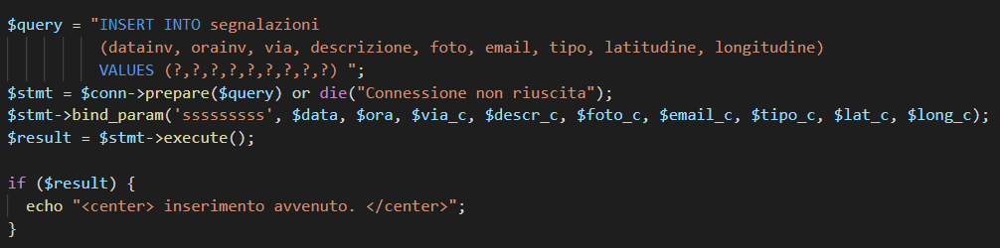 $query = "INSERT INTO segnalazioni
(datainv, orainv, via, descrizione, foto, email, tipo, latitudine, longitudine)
VALUES (?,?,?,?,?,?,?,?,?) ";
$stmt = $conn->prepare($query) or die("Connessione non riuscita");
$stmt->bind_param('sssssssss', $data, $ora, $via_c, $descr_c, $foto_c, $email_c, $tipo_c, $lat_c, $long_c);
$result = $stmt->execute();
if ($result) {
echo "<center> inserimento avvenuto. </center>";
}